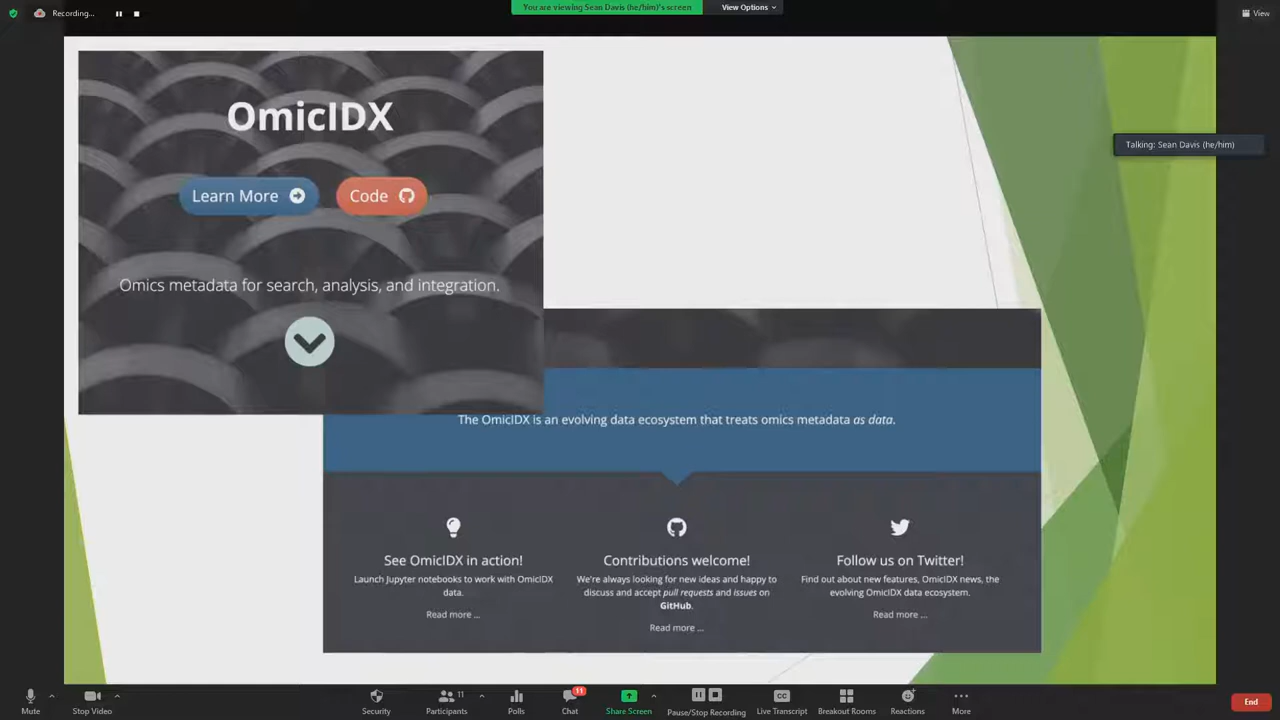 Recording...
You are viewing Sean Davis (he/him)'s screen
View Options
View
Talking: Sean Davis (he/him)
OmicIDX
Learn More
Code
Omics metadata for search, analysis, and integration.
The OmicIDX is an evolving data ecosystem that treats omics metadata as data.
See OmicIDX in action!
Launch Jupyter notebooks to work with OmicIDX
data.
Read more ...
Contributions welcome!
We're always looking for new ideas and happy to
discuss and accept pull requests and issues on
GitHub.
Read more ...
Follow us on Twitter!
Find out about new features, OmicIDX news, the
evolving OmicIDX data ecosystem.
Read more ...
Mute
Stop Video
Security
Participants
11
Polls
Chat
11
Share Screen
Pause/Stop Recording
CC
Live Transcript
Breakout Rooms
Reactions
More
End